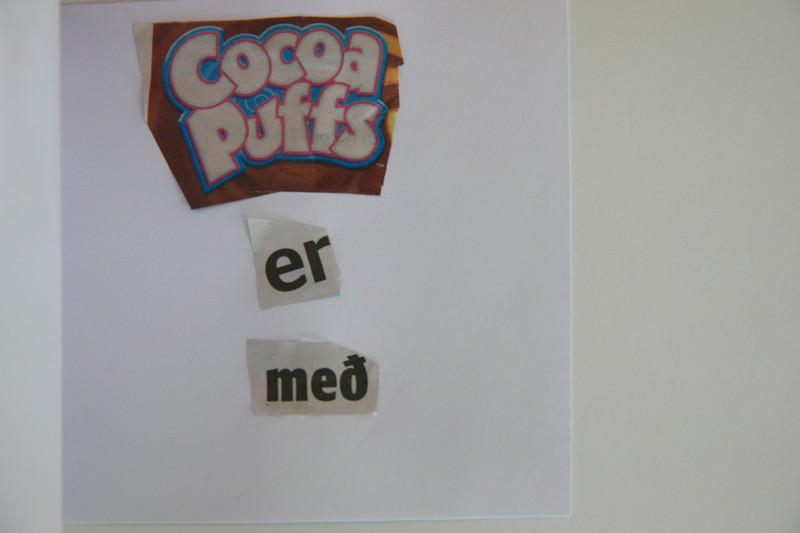 Cocoa
Puffs
er
með